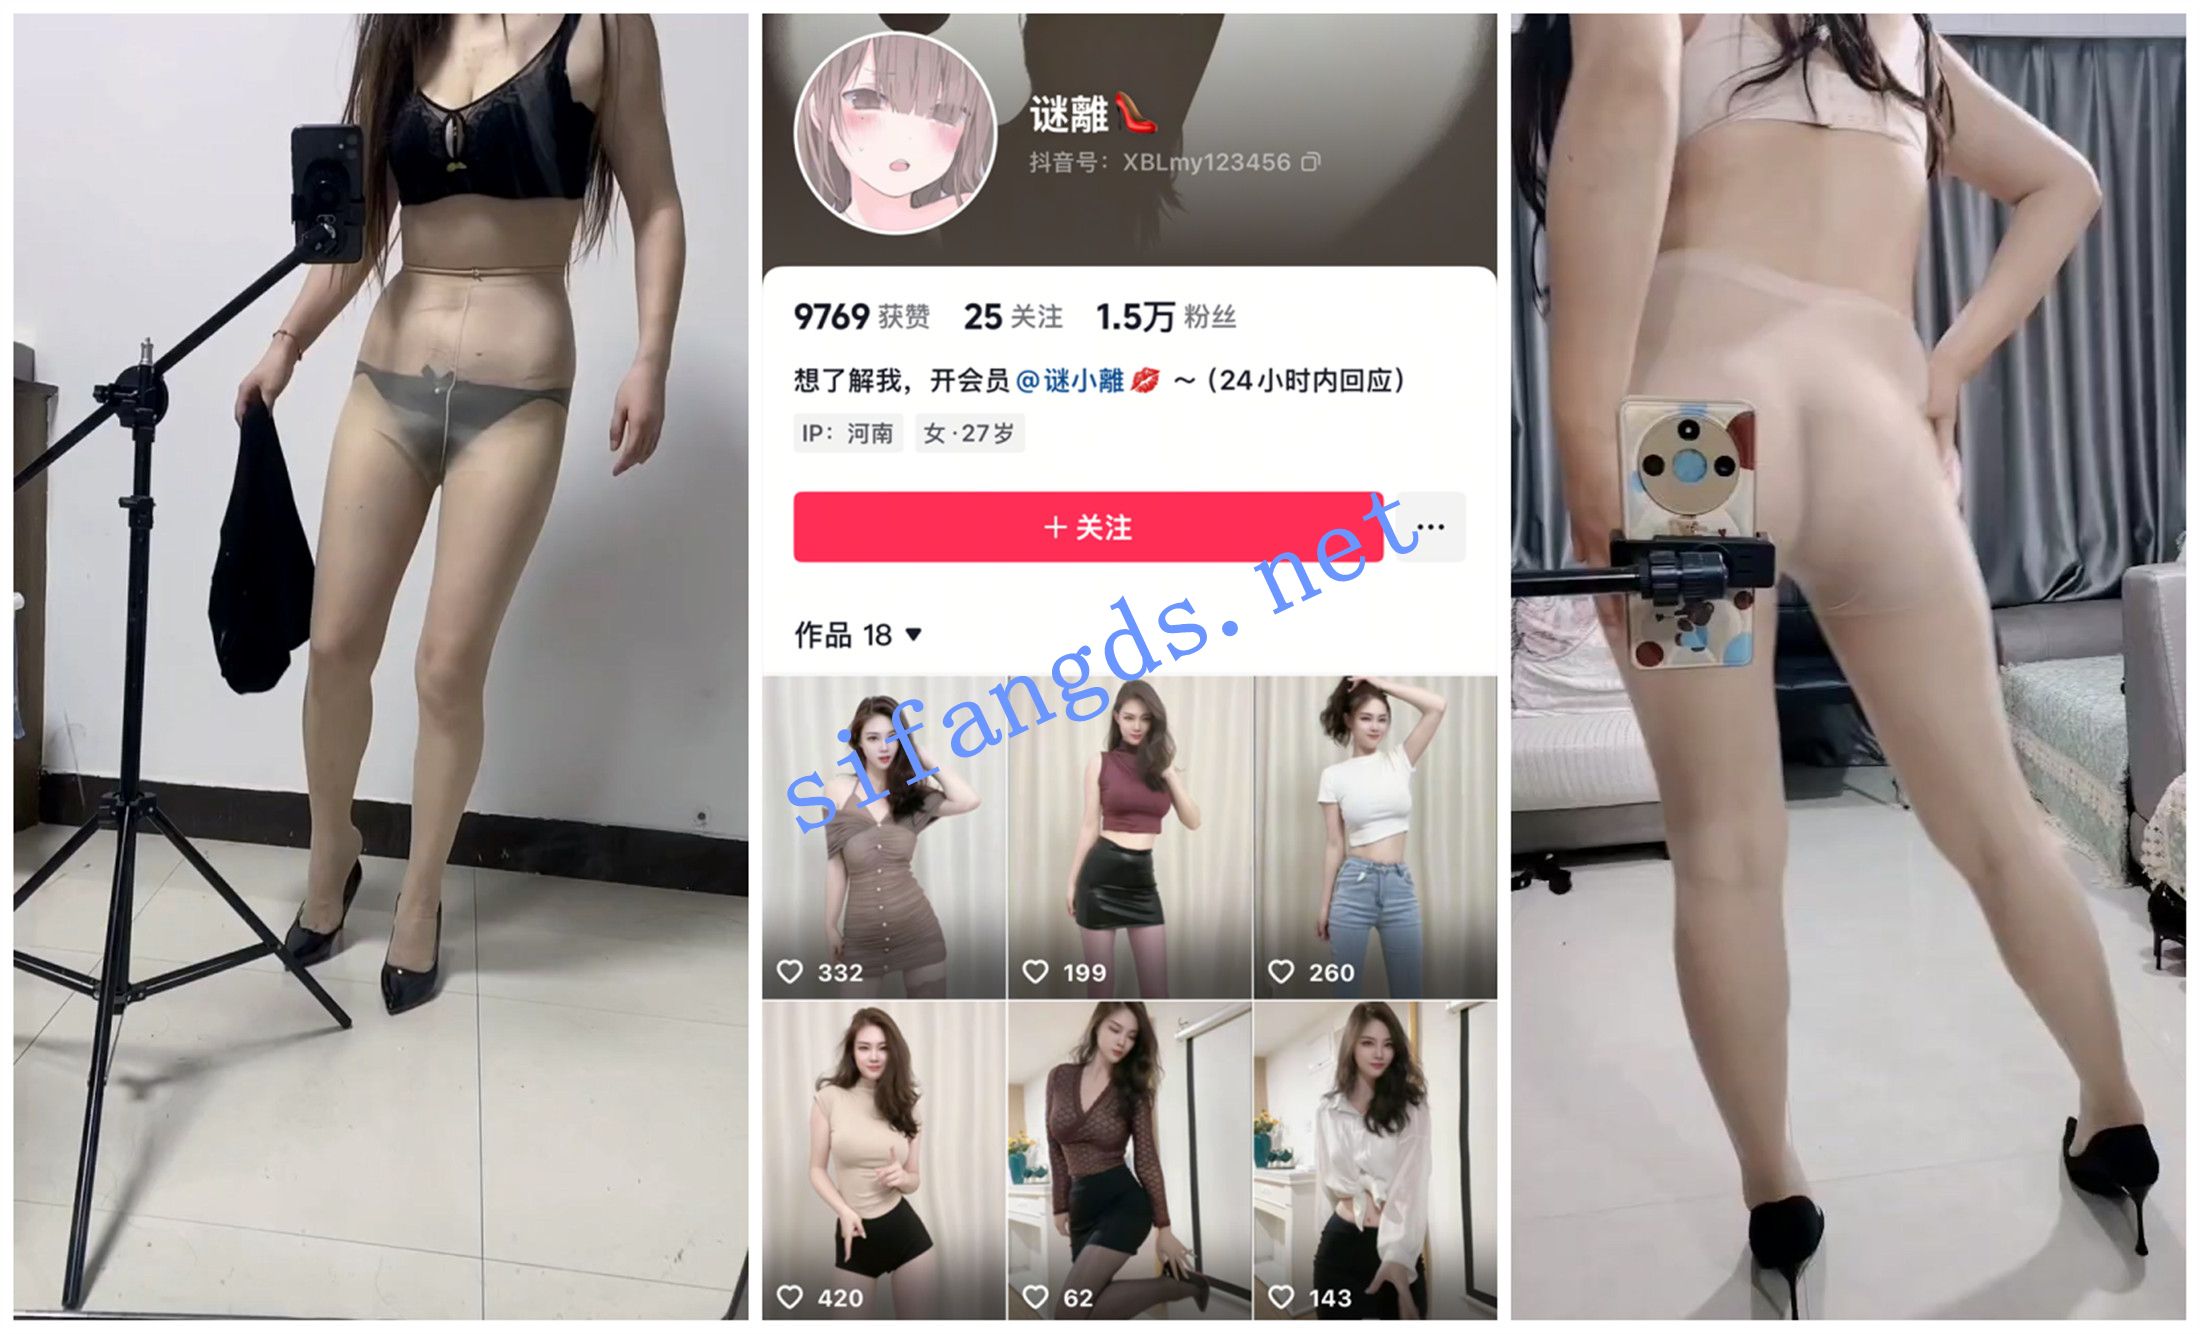 谜離👠
抖音号：XBLmy123456
9769 获赞 25 关注 1.5万 粉丝
想了解我，开会员@谜小離💋 ～（24小时内回应）
IP：河南 女·27岁
＋关注
作品 18
sifangds.net
332 199 260
420 62 143